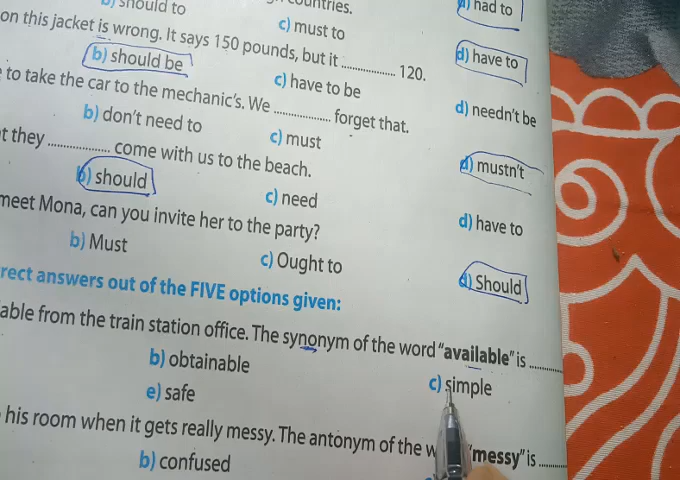 b) should to
countries.
c) must to
d) had to
on this jacket is wrong. It says 150 pounds, but it .............. 120.
b) should be
c) have to be
d) have to
to take the car to the mechanic's. We .............. forget that.
b) don't need to
c) must
d) needn't be
they .............. come with us to the beach.
b) should
c) need
d) mustn't
meet Mona, can you invite her to the party?
b) Must
c) Ought to
d) have to
d) Should
answers out of the FIVE options given:
from the train station office. The synonym of the word "available" is ..........
b) obtainable
c) simple
e) safe
his room when it gets really messy. The antonym of the "messy" is ..........
b) confused